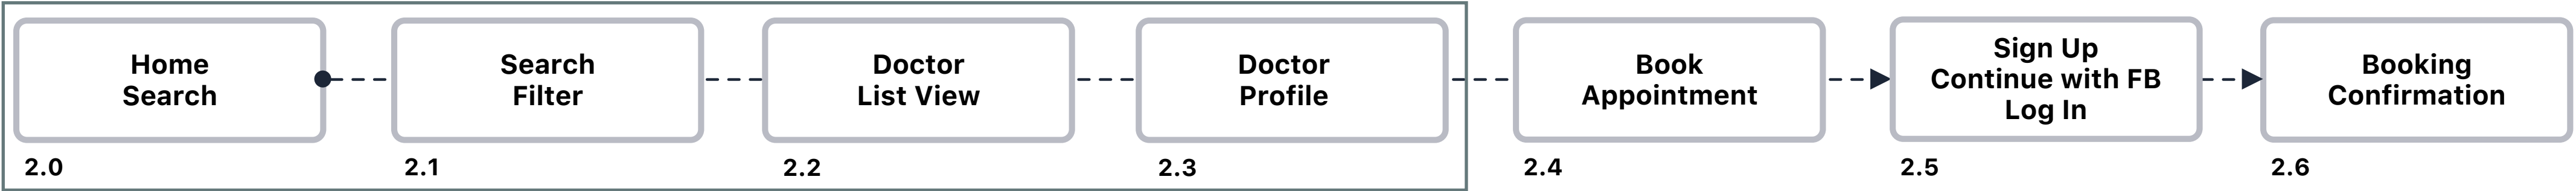 Home
Search
2.0
Search
Filter
2.1
Doctor
List View
2.2
Doctor
Profile
2.3
Book
Appointment
2.4
Sign Up
Continue with FB
Log In
2.5
Booking
Confirmation
2.6